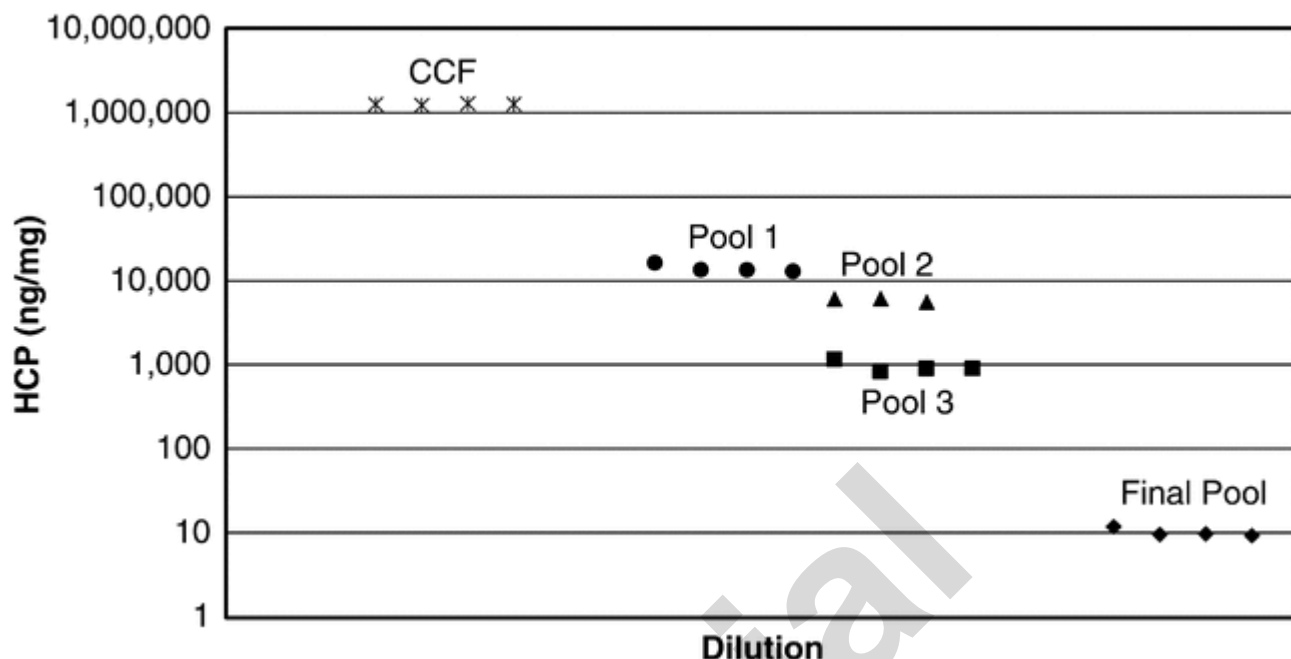 10,000,000
CCF
1,000,000
100,000
Pool 1
Pool 2
10,000
HCP (ng/mg)
1,000
Pool 3
100
Final Pool
10
1
Dilution
ial